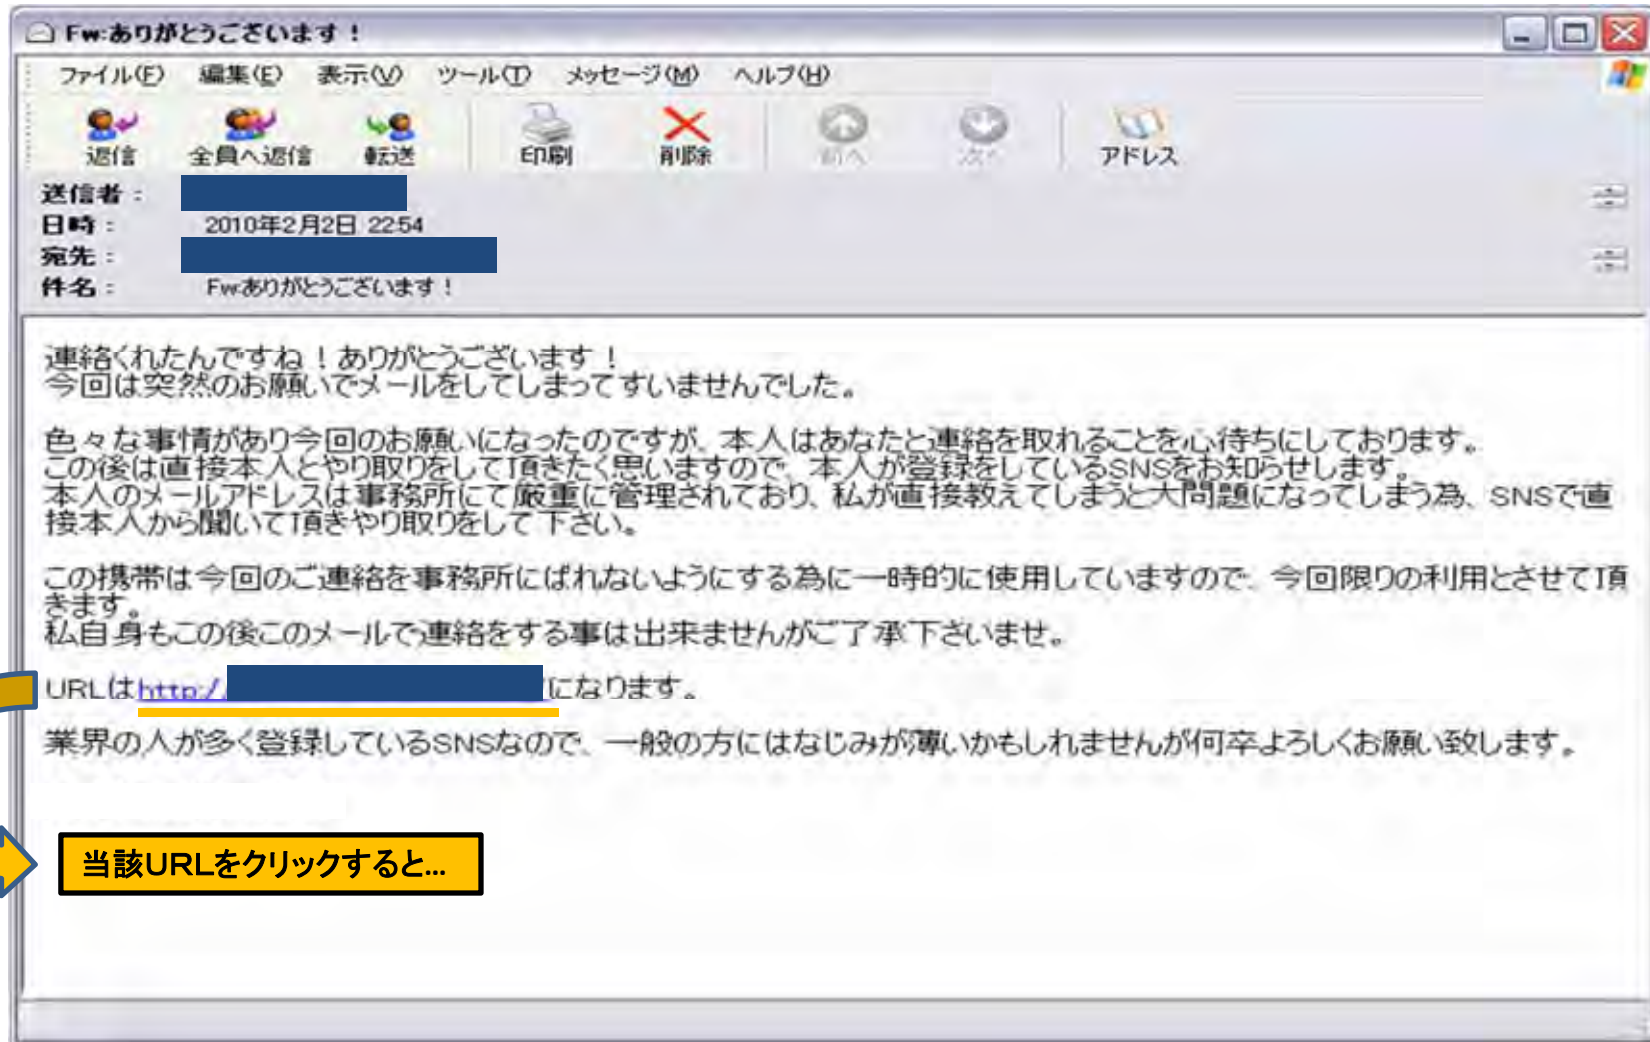 Fw:ありがとうございます！
ファイル(F) 編集(E) 表示(V) ツール(T) メッセージ(M) ヘルプ(H)
返信 全員へ返信 転送 印刷 削除 前へ 次へ アドレス
送信者：
日時： 2010年2月2日 22:54
宛先：
件名： Fw:ありがとうございます！
連絡くれたんですね！ありがとうございます！
今回は突然のお願いでメールをしてしまってすいませんでした。
色々な事情があり今回のお願いになったのですが、本人はあなたと連絡を取れることを心待ちにしております。
この後は直接本人とやり取りをして頂きたく思いますので、本人が登録をしているSNSをお知らせします。
本人のメールアドレスは事務所にて厳重に管理されており、私が直接教えてしまうと大問題になってしまう為、SNSで直
接本人から聞いて頂きやり取りをして下さい。
この携帯は今回のご連絡を事務所にばれないようにする為に一時的に使用していますので、今回限りの利用とさせて頂
きます。
私自身もこの後このメールで連絡をする事は出来ませんがご了承下さいませ。
URLはhttp:/ になります。
業界の人が多く登録しているSNSなので、一般の方にはなじみが薄いかもしれませんが何卒よろしくお願い致します。
当該URLをクリックすると...